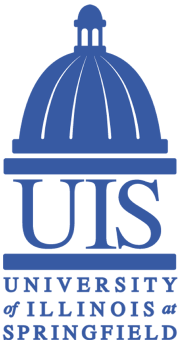 UIS
UNIVERSITY
of ILLINOIS at
SPRINGFIELD